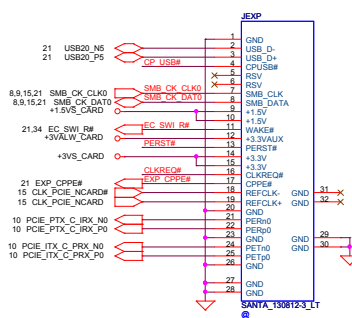 JEXP
1 GND
21 USB20_N5 2 USB_D-
21 USB20_P5 3 USB_D+
CP_USB# 4 CPUSB#
5 RSV
6 RSV
8,9,15,21 SMB_CK_CLK0 SMB_CK_CLK0 7 SMB_CLK
8,9,15,21 SMB_CK_DAT0 SMB_CK_DAT0 8 SMB_DATA
+1.5VS_CARD 9 +1.5V
10 +1.5V
21,34 EC_SWI_R# EC_SWI_R# 11 WAKE#
+3VALW_CARD 12 +3.3VAUX
PERST# 13 PERST#
+3VS_CARD 14 +3.3V
15 +3.3V
CLKREQ# 16 CLKREQ#
21 EXP_CPPE# EXP_CPPE# 17 CPPE#
15 CLK_PCIE_NCARD# 18 REFCLK- GND 31
15 CLK_PCIE_NCARD 19 REFCLK+ GND 32
20 GND
10 PCIE_PTX_C_IRX_N0 21 PERn0
10 PCIE_PTX_C_IRX_P0 22 PERp0
23 GND GND 29
10 PCIE_ITX_C_PRX_N0 24 PETn0 GND 30
10 PCIE_ITX_C_PRX_P0 25 PETp0
26 GND
27 GND
28 GND
SANTA_130812-3_LT
@